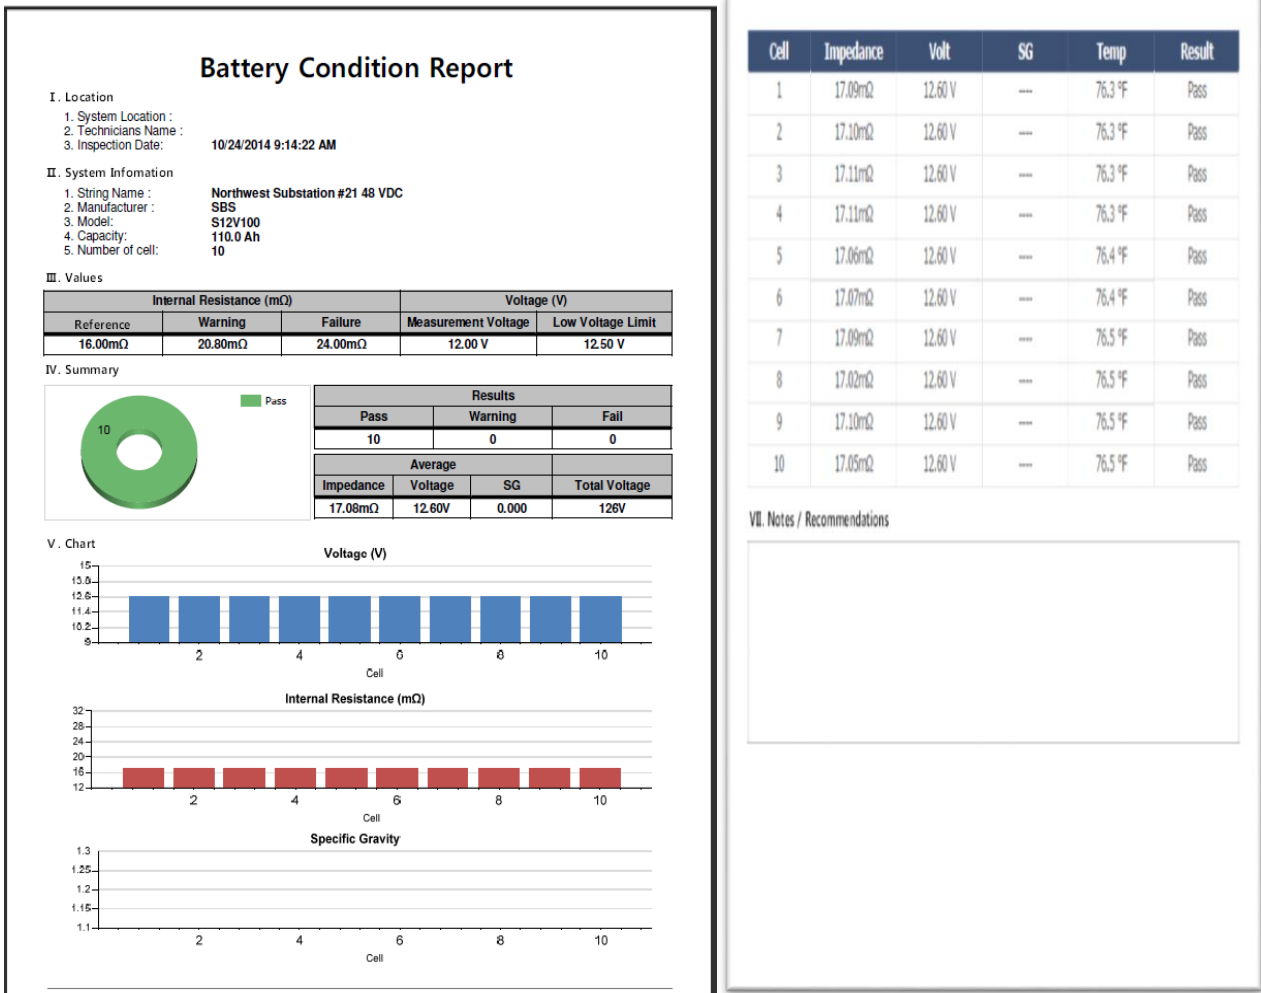 Battery Condition Report
Ⅰ. Location
1. System Location :
2. Technicians Name :
3. Inspection Date: 10/24/2014 9:14:22 AM
Ⅱ. System Infomation
1. String Name : Northwest Substation #21 48 VDC
2. Manufacturer : SBS
3. Model: S12V100
4. Capacity: 110.0 Ah
5. Number of cell: 10
Ⅲ. Values
Internal Resistance (mΩ) Voltage (V)
Reference Warning Failure Measurement Voltage Low Voltage Limit
16.00mΩ 20.80mΩ 24.00mΩ 12.00 V 12.50 V
Ⅳ. Summary
10
Pass
Results
Pass Warning Fail
10 0 0
Average
Impedance Voltage SG Total Voltage
17.08mΩ 12.60V 0.000 126V
Ⅴ. Chart
Voltage (V)
15
13.8
12.6
11.4
10.2
9
2 4 6 8 10
Cell
Internal Resistance (mΩ)
32
28
24
20
16
12
2 4 6 8 10
Cell
Specific Gravity
1.3
1.25
1.2
1.15
1.1
2 4 6 8 10
Cell
Cell Impedance Volt SG Temp Result
1 17.09mΩ 12.60 V ---- 76.3 ℉ Pass
2 17.10mΩ 12.60 V ---- 76.3 ℉ Pass
3 17.11mΩ 12.60 V ---- 76.3 ℉ Pass
4 17.11mΩ 12.60 V ---- 76.3 ℉ Pass
5 17.06mΩ 12.60 V ---- 76.4 ℉ Pass
6 17.07mΩ 12.60 V ---- 76.4 ℉ Pass
7 17.09mΩ 12.60 V ---- 76.5 ℉ Pass
8 17.02mΩ 12.60 V ---- 76.5 ℉ Pass
9 17.10mΩ 12.60 V ---- 76.5 ℉ Pass
10 17.05mΩ 12.60 V ---- 76.5 ℉ Pass
Ⅶ. Notes / Recommendations